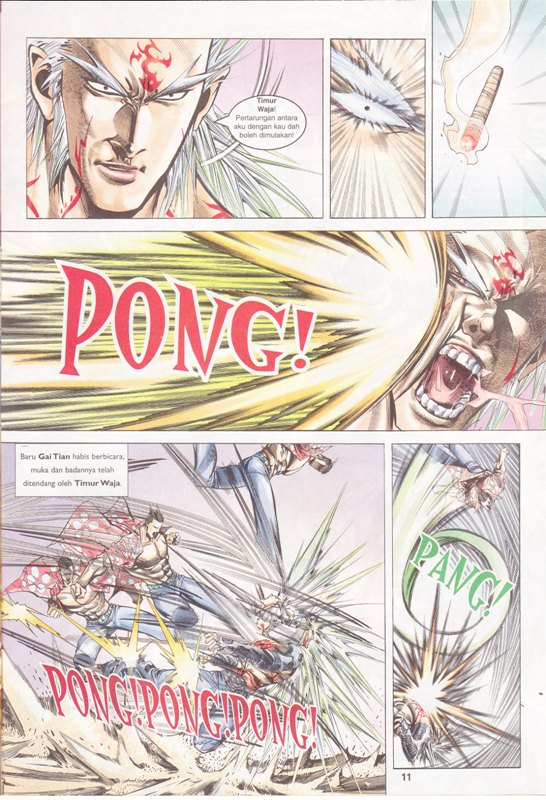 Timur
Waja!
Pertarungan antara
aku dengan kau dah
boleh dimulakan!
PONG!
Baru Gai Tian habis berbicara,
muka dan badannya telah
ditendang oleh Timur Waja.
PONG!PONG!PONG!
PANG!
11